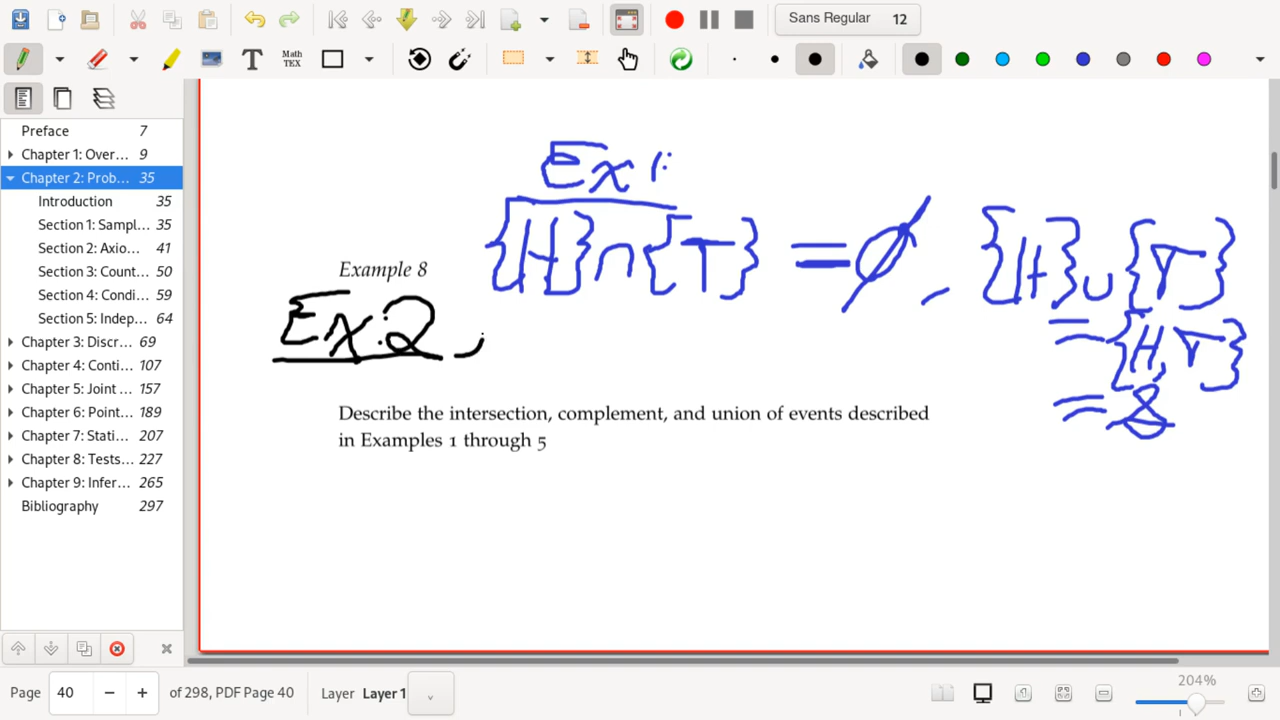 Sans Regular 12
Math
TEX
Preface 7
Chapter 1: Over... 9
Chapter 2: Prob... 35
Introduction 35
Section 1: Sampl... 35
Section 2: Axio... 41
Section 3: Count... 50
Section 4: Condi... 59
Section 5: Indep... 64
Chapter 3: Discr... 69
Chapter 4: Conti... 107
Chapter 5: Joint ... 157
Chapter 6: Point... 189
Chapter 7: Stati... 207
Chapter 8: Tests... 227
Chapter 9: Infer... 265
Bibliography 297
Ex 1:
{H}∩{T} = ∅, {H}∪{T}
= {H,T}
= S
Example 8
Ex:2,
Describe the intersection, complement, and union of events described
in Examples 1 through 5
Page 40 of 298, PDF Page 40 Layer Layer 1 204%